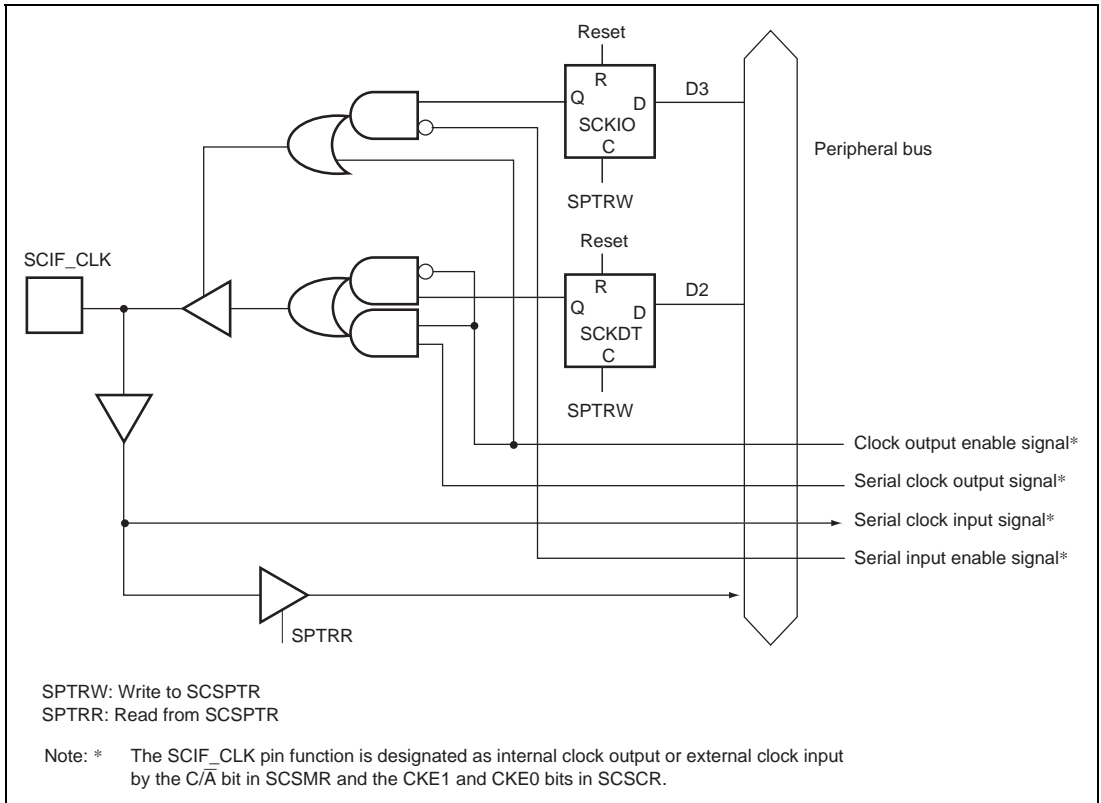 Reset
R
Q
D
SCKIO
C
D3
Peripheral bus
SPTRW
SCIF_CLK
Reset
R
Q
D
SCKDT
C
D2
SPTRW
Clock output enable signal*
Serial clock output signal*
Serial clock input signal*
Serial input enable signal*
SPTRR
SPTRW: Write to SCSPTR
SPTRR: Read from SCSPTR
Note: * The SCIF_CLK pin function is designated as internal clock output or external clock input
by the C/A̅ bit in SCSMR and the CKE1 and CKE0 bits in SCSCR.